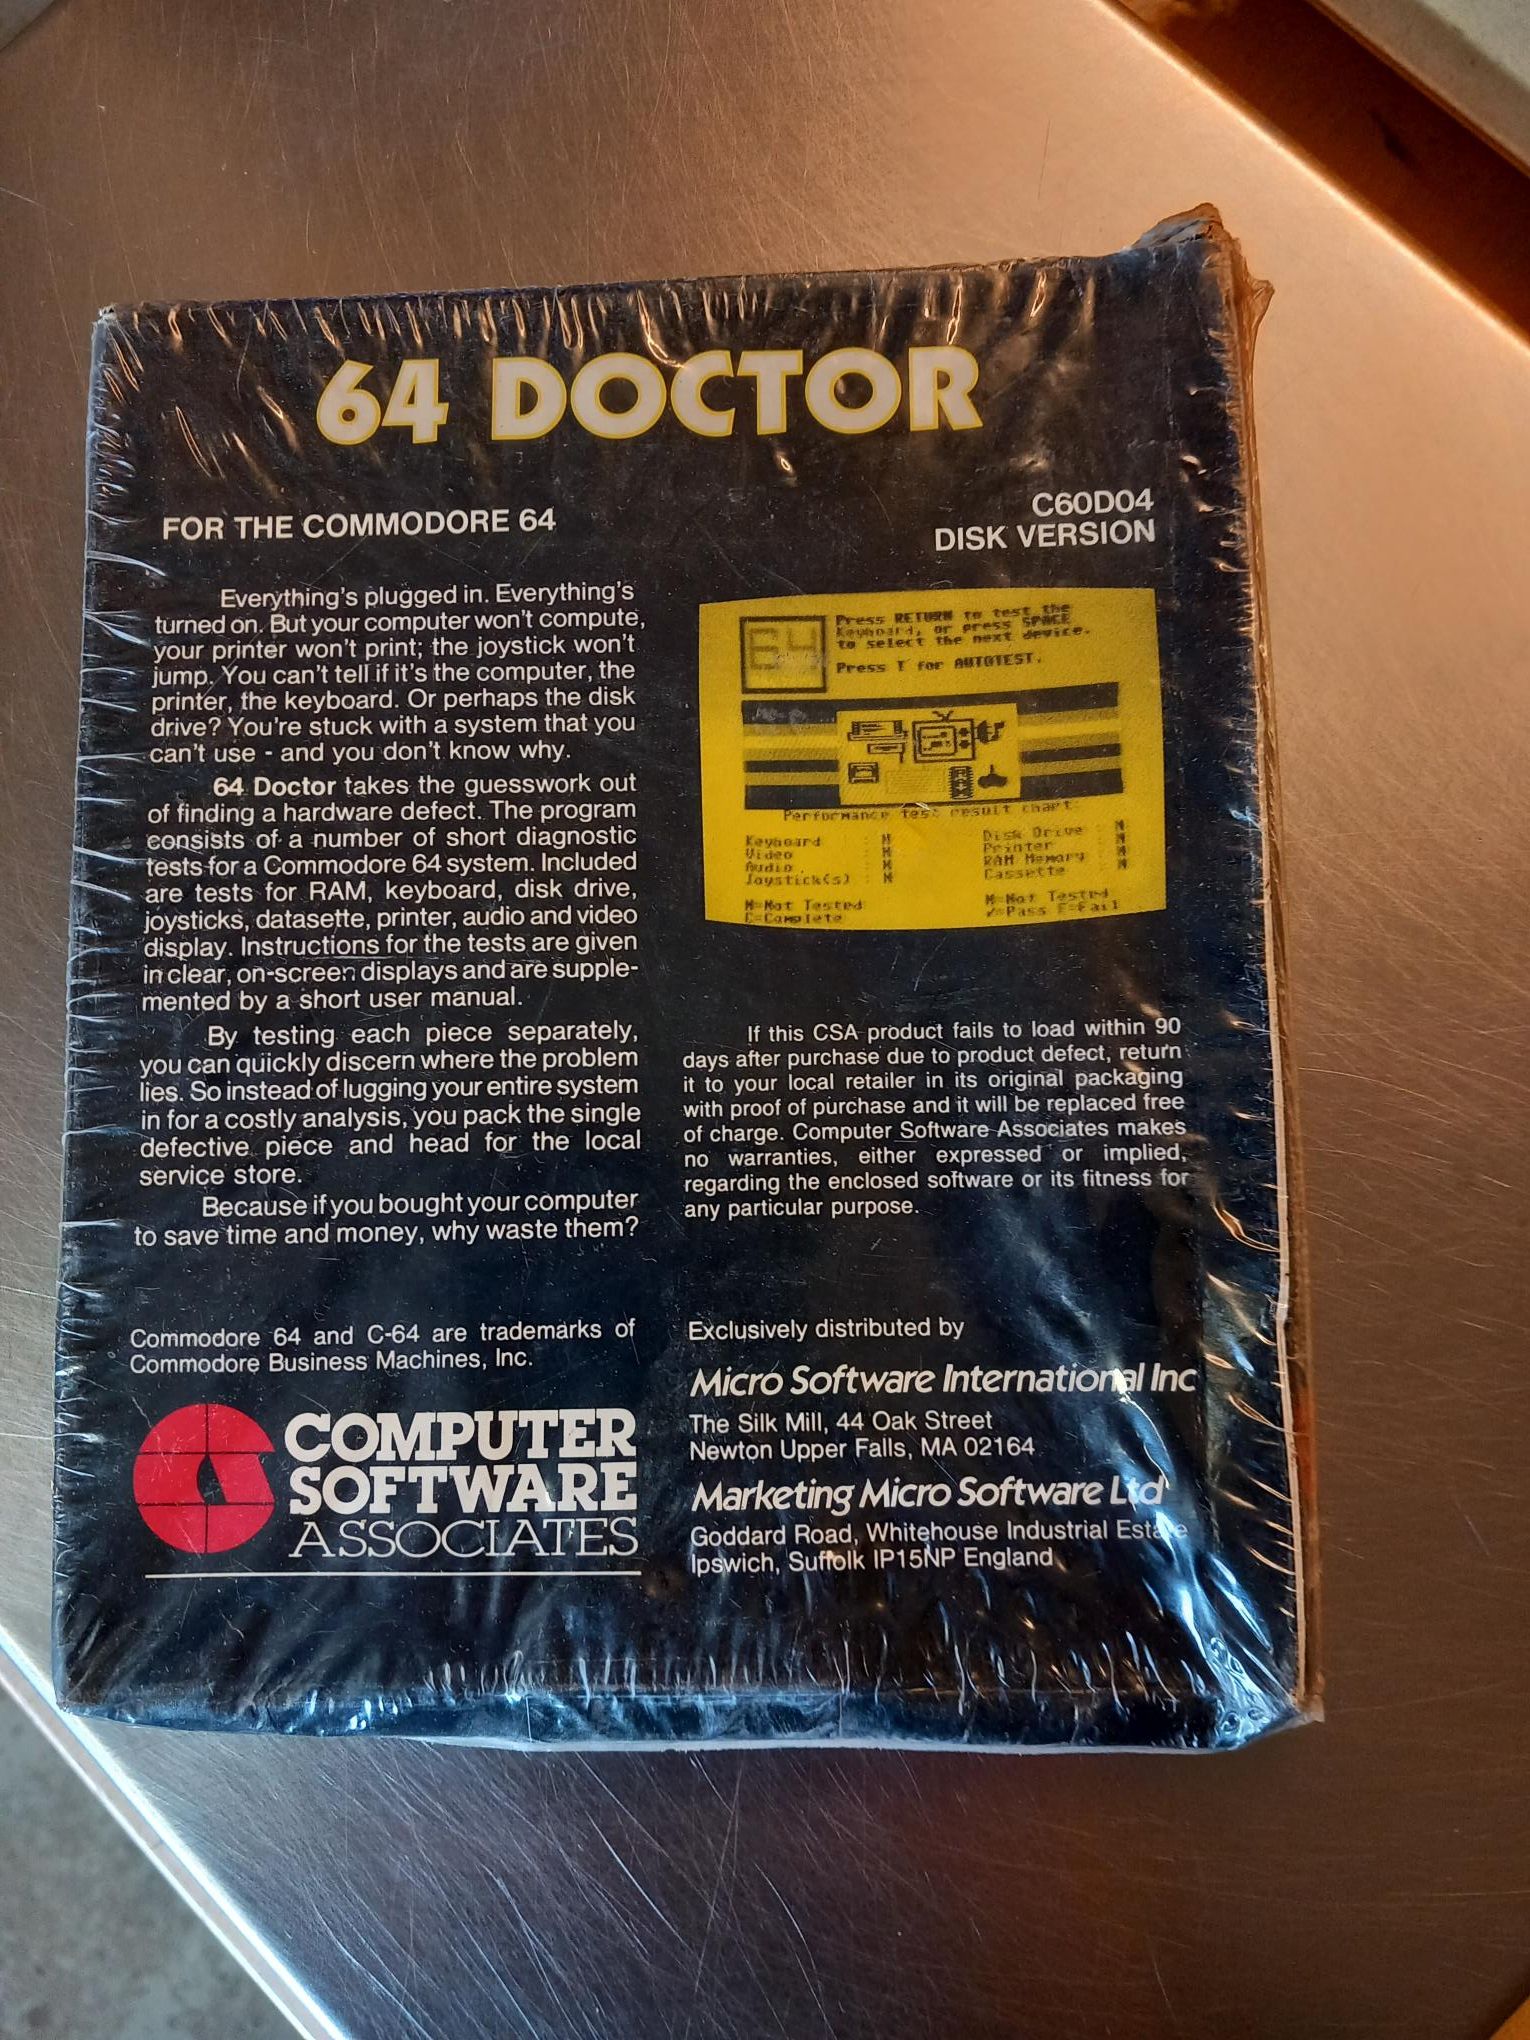 64 DOCTOR
FOR THE COMMODORE 64
C60D04
DISK VERSION
Everything's plugged in. Everything's
turned on. But your computer won't compute,
your printer won't print; the joystick won't
jump. You can't tell if it's the computer, the
printer, the keyboard. Or perhaps the disk
drive? You're stuck with a system that you
can't use - and you don't know why.
64 Doctor takes the guesswork out
of finding a hardware defect. The program
consists of a number of short diagnostic
tests for a Commodore 64 system. Included
are tests for RAM, keyboard, disk drive,
joysticks, datasette, printer, audio and video
display. Instructions for the tests are given
in clear, on-screen displays and are supple-
mented by a short user manual.
By testing each piece separately,
you can quickly discern where the problem
lies. So instead of lugging your entire system
in for a costly analysis, you pack the single
defective piece and head for the local
service store.
Because if you bought your computer
to save time and money, why waste them?
64
Press RETURN to test the
Keyboard, or press SPACE
to select the next device.
Press T for AUTOTEST.
Performance test result chart:
Keyboard : N
Video : N
Audio : N
Joystick(s) : N
Disk Drive : N
Printer : N
RAM Memory : N
Cassette : N
N=Not Tested
C=Complete
N=Not Tested
✓=Pass F=Fail
If this CSA product fails to load within 90
days after purchase due to product defect, return
it to your local retailer in its original packaging
with proof of purchase and it will be replaced free
of charge. Computer Software Associates makes
no warranties, either expressed or implied,
regarding the enclosed software or its fitness for
any particular purpose.
Commodore 64 and C-64 are trademarks of
Commodore Business Machines, Inc.
COMPUTER
SOFTWARE
ASSOCIATES
Exclusively distributed by
Micro Software International Inc
The Silk Mill, 44 Oak Street
Newton Upper Falls, MA 02164
Marketing Micro Software Ltd
Goddard Road, Whitehouse Industrial Estate
Ipswich, Suffolk IP15NP England